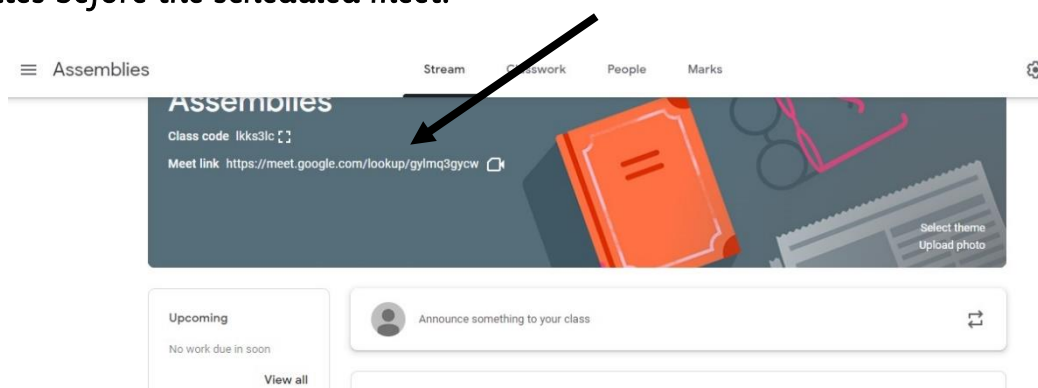 before the scheduled meet.
Assemblies
Stream Classwork People Marks
Assemblies
Class code lkks3lc
Meet link https://meet.google.com/lookup/gylmq3gycw
Select theme
Upload photo
Upcoming
Announce something to your class
No work due in soon
View all